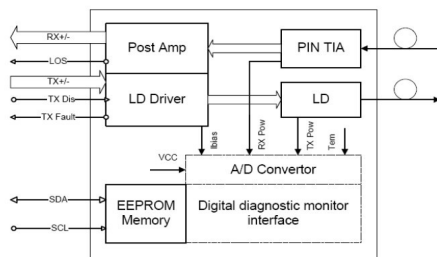 RX+/-
LOS
TX+/-
TX Dis
TX Fault
Post Amp
LD Driver
PIN TIA
LD
Ibias
RX Pow
TX Pow
Tem
VCC
A/D Convertor
SDA
SCL
EEPROM
Memory
Digital diagnostic monitor
interface